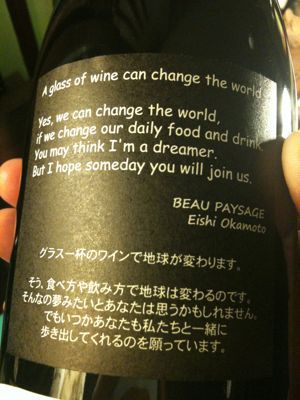 A glass of wine can change the world.
Yes, we can change the world,
if we change our daily food and drink.
You may think I'm a dreamer.
But I hope someday you will join us.
BEAU PAYSAGE
Eishi Okamoto
グラス一杯のワインで地球が変わります。
そう、食べ方や飲み方で地球は変わるのです。
そんなの夢みたいとあなたは思うかもしれません。
でもいつかあなたも私たちと一緒に
歩き出してくれるのを願っています。